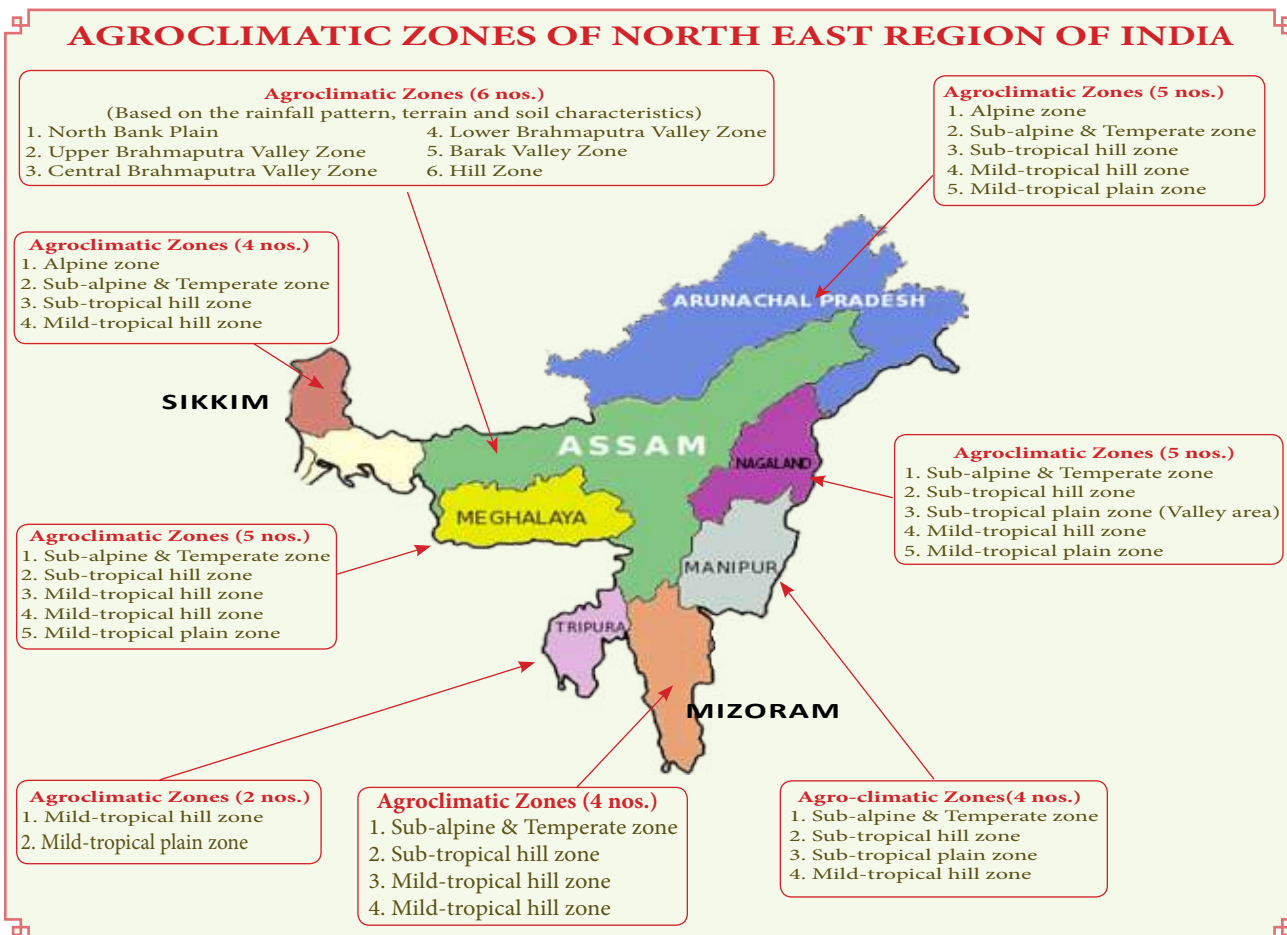 AGROCLIMATIC ZONES OF NORTH EAST REGION OF INDIA
Agroclimatic Zones (6 nos.)
(Based on the rainfall pattern, terrain and soil characteristics)
1. North Bank Plain
2. Upper Brahmaputra Valley Zone
3. Central Brahmaputra Valley Zone
4. Lower Brahmaputra Valley Zone
5. Barak Valley Zone
6. Hill Zone
Agroclimatic Zones (5 nos.)
1. Alpine zone
2. Sub-alpine & Temperate zone
3. Sub-tropical hill zone
4. Mild-tropical hill zone
5. Mild-tropical plain zone
Agroclimatic Zones (4 nos.)
1. Alpine zone
2. Sub-alpine & Temperate zone
3. Sub-tropical hill zone
4. Mild-tropical hill zone
ARUNACHAL PRADESH
SIKKIM
ASSAM
NAGALAND
MEGHALAYA
MANIPUR
TRIPURA
MIZORAM
Agroclimatic Zones (5 nos.)
1. Sub-alpine & Temperate zone
2. Sub-tropical hill zone
3. Sub-tropical plain zone (Valley area)
4. Mild-tropical hill zone
5. Mild-tropical plain zone
Agroclimatic Zones (5 nos.)
1. Sub-alpine & Temperate zone
2. Sub-tropical hill zone
3. Mild-tropical hill zone
4. Mild-tropical hill zone
5. Mild-tropical plain zone
Agroclimatic Zones (2 nos.)
1. Mild-tropical hill zone
2. Mild-tropical plain zone
Agroclimatic Zones (4 nos.)
1. Sub-alpine & Temperate zone
2. Sub-tropical hill zone
3. Mild-tropical hill zone
4. Mild-tropical hill zone
Agro-climatic Zones(4 nos.)
1. Sub-alpine & Temperate zone
2. Sub-tropical hill zone
3. Sub-tropical plain zone
4. Mild-tropical hill zone